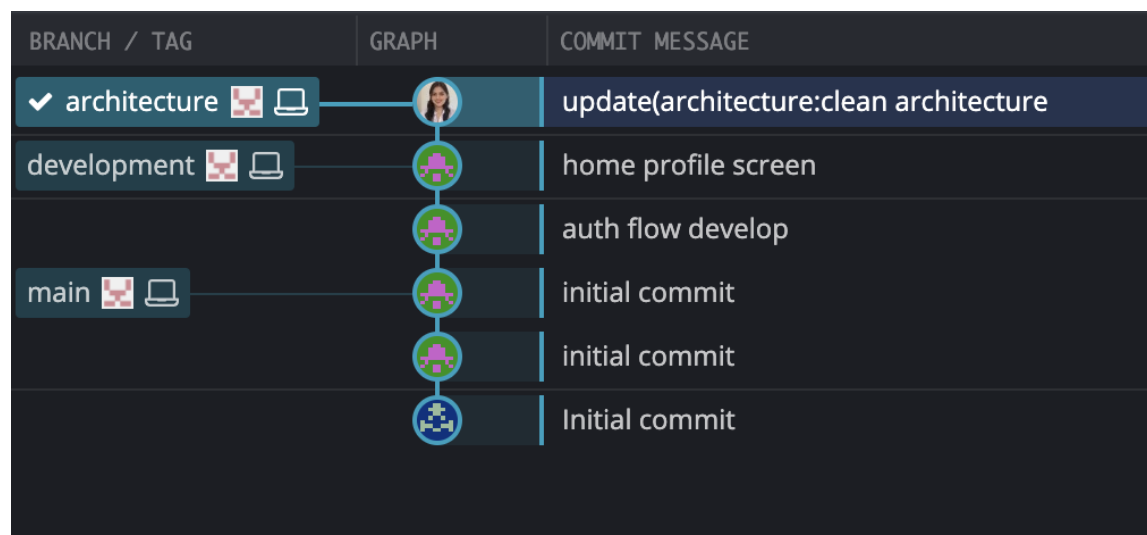 BRANCH / TAG GRAPH COMMIT MESSAGE
architecture update(architecture:clean architecture
development home profile screen
auth flow develop
main initial commit
initial commit
Initial commit